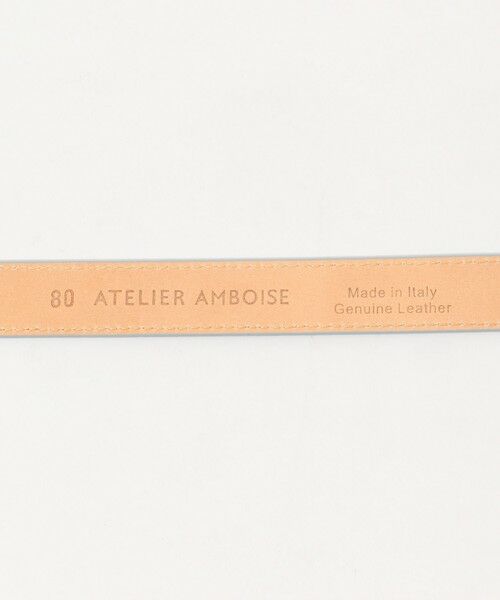 80 ATELIER AMBOISE
Made in Italy
Genuine Leather